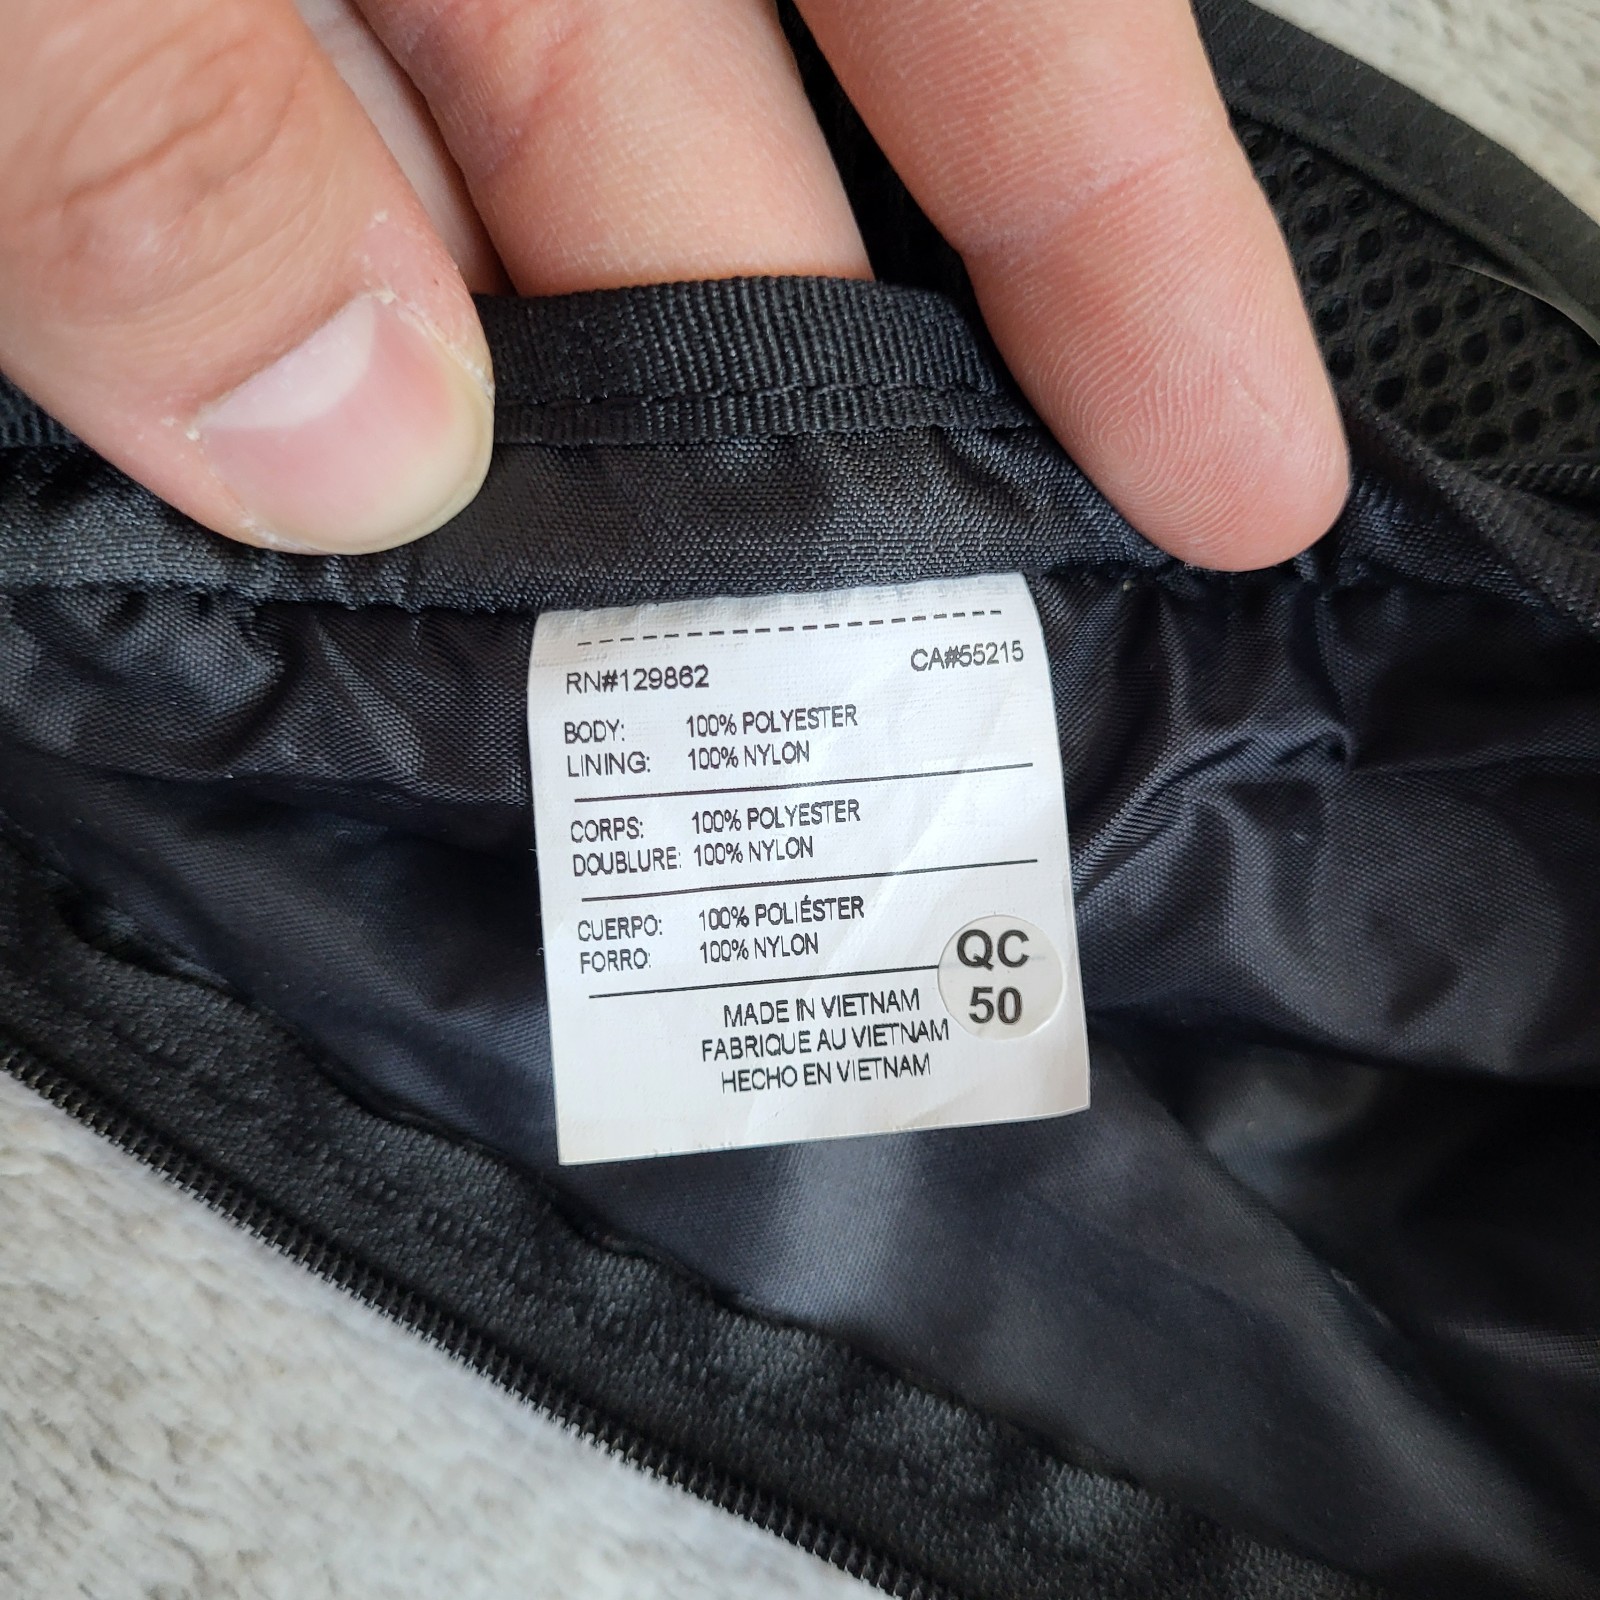 RN#129862 CA#55215
BODY: 100% POLYESTER
LINING: 100% NYLON
CORPS: 100% POLYESTER
DOUBLURE: 100% NYLON
CUERPO: 100% POLIÉSTER
FORRO: 100% NYLON
QC
50
MADE IN VIETNAM
FABRIQUE AU VIETNAM
HECHO EN VIETNAM